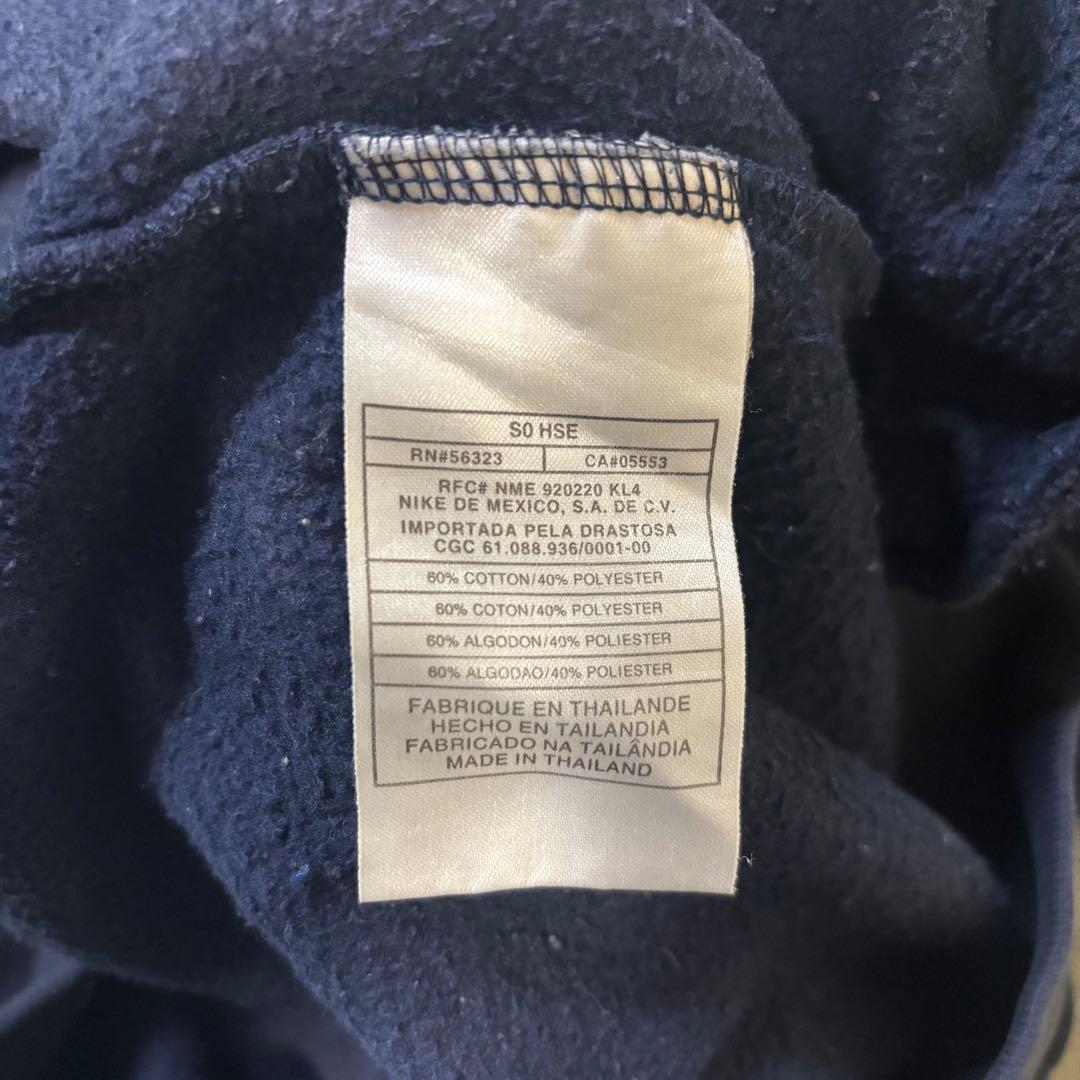 S0 HSE
RN#56323 CA#05553
RFC# NME 920220 KL4
NIKE DE MEXICO, S.A. DE C.V.
IMPORTADA PELA DRASTOSA
CGC 61.088.936/0001-00
60% COTTON/40% POLYESTER
60% COTON/40% POLYESTER
60% ALGODON/40% POLIESTER
60% ALGODAO/40% POLIESTER
FABRIQUE EN THAILANDE
HECHO EN TAILANDIA
FABRICADO NA TAILÂNDIA
MADE IN THAILAND